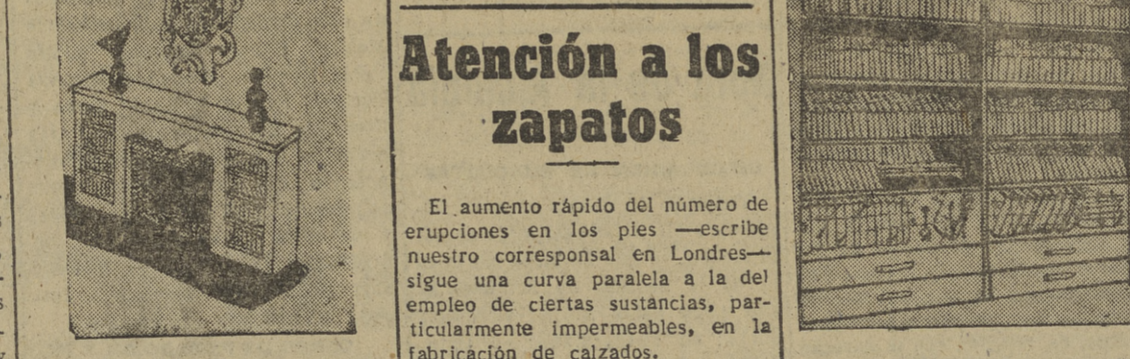 Atención a los
zapatos
El aumento rápido del número de
erupciones en los pies —escribe
nuestro corresponsal en Londres—
sigue una curva paralela a la del
empleo de ciertas sustancias, par-
ticularmente impermeables, en la
fabricación de calzados.